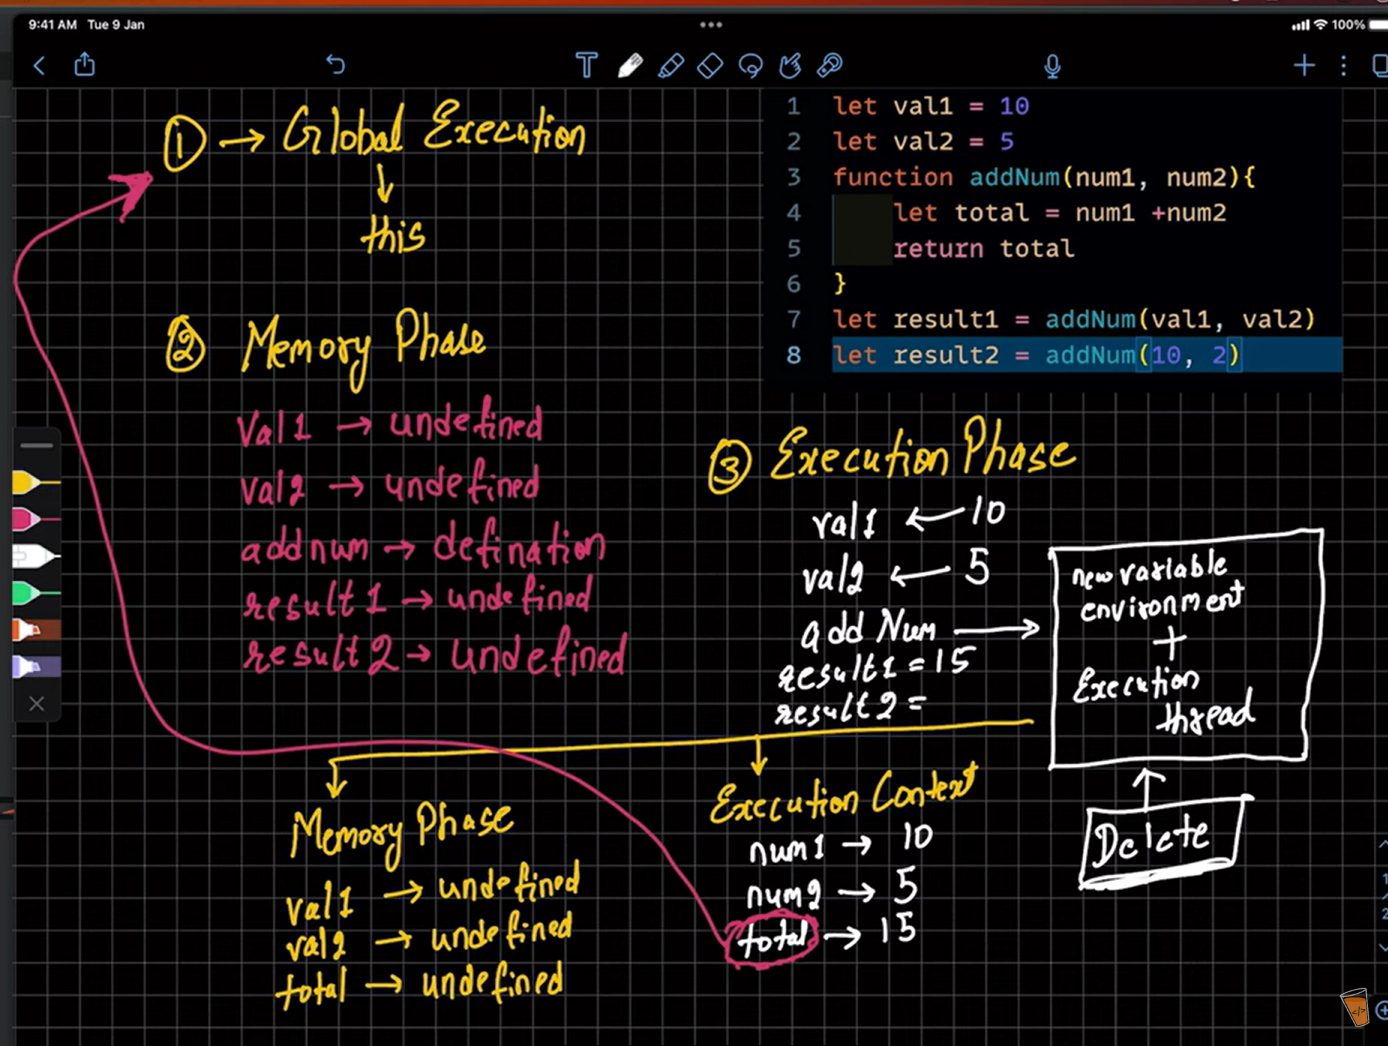 9:41 AM Tue 9 Jan
100%
① → Global Execution
↓
this
1 let val1 = 10
2 let val2 = 5
3 function addNum(num1, num2){
4 let total = num1 +num2
5 return total
6 }
7 let result1 = addNum(val1, val2)
8 let result2 = addNum(10, 2)
② Memory Phase
val1 → undefined
val2 → undefined
addnum → defination
result1 → undefined
result2 → undefined
③ Execution Phase
val1 ← 10
val2 ← 5
add Num →
result1 = 15
result2 =
new variable
environment
+
Execution
thread
Delete
Memory Phase
val1 → undefined
val2 → undefined
total → undefined
Execution Context
num1 → 10
num2 → 5
total → 15